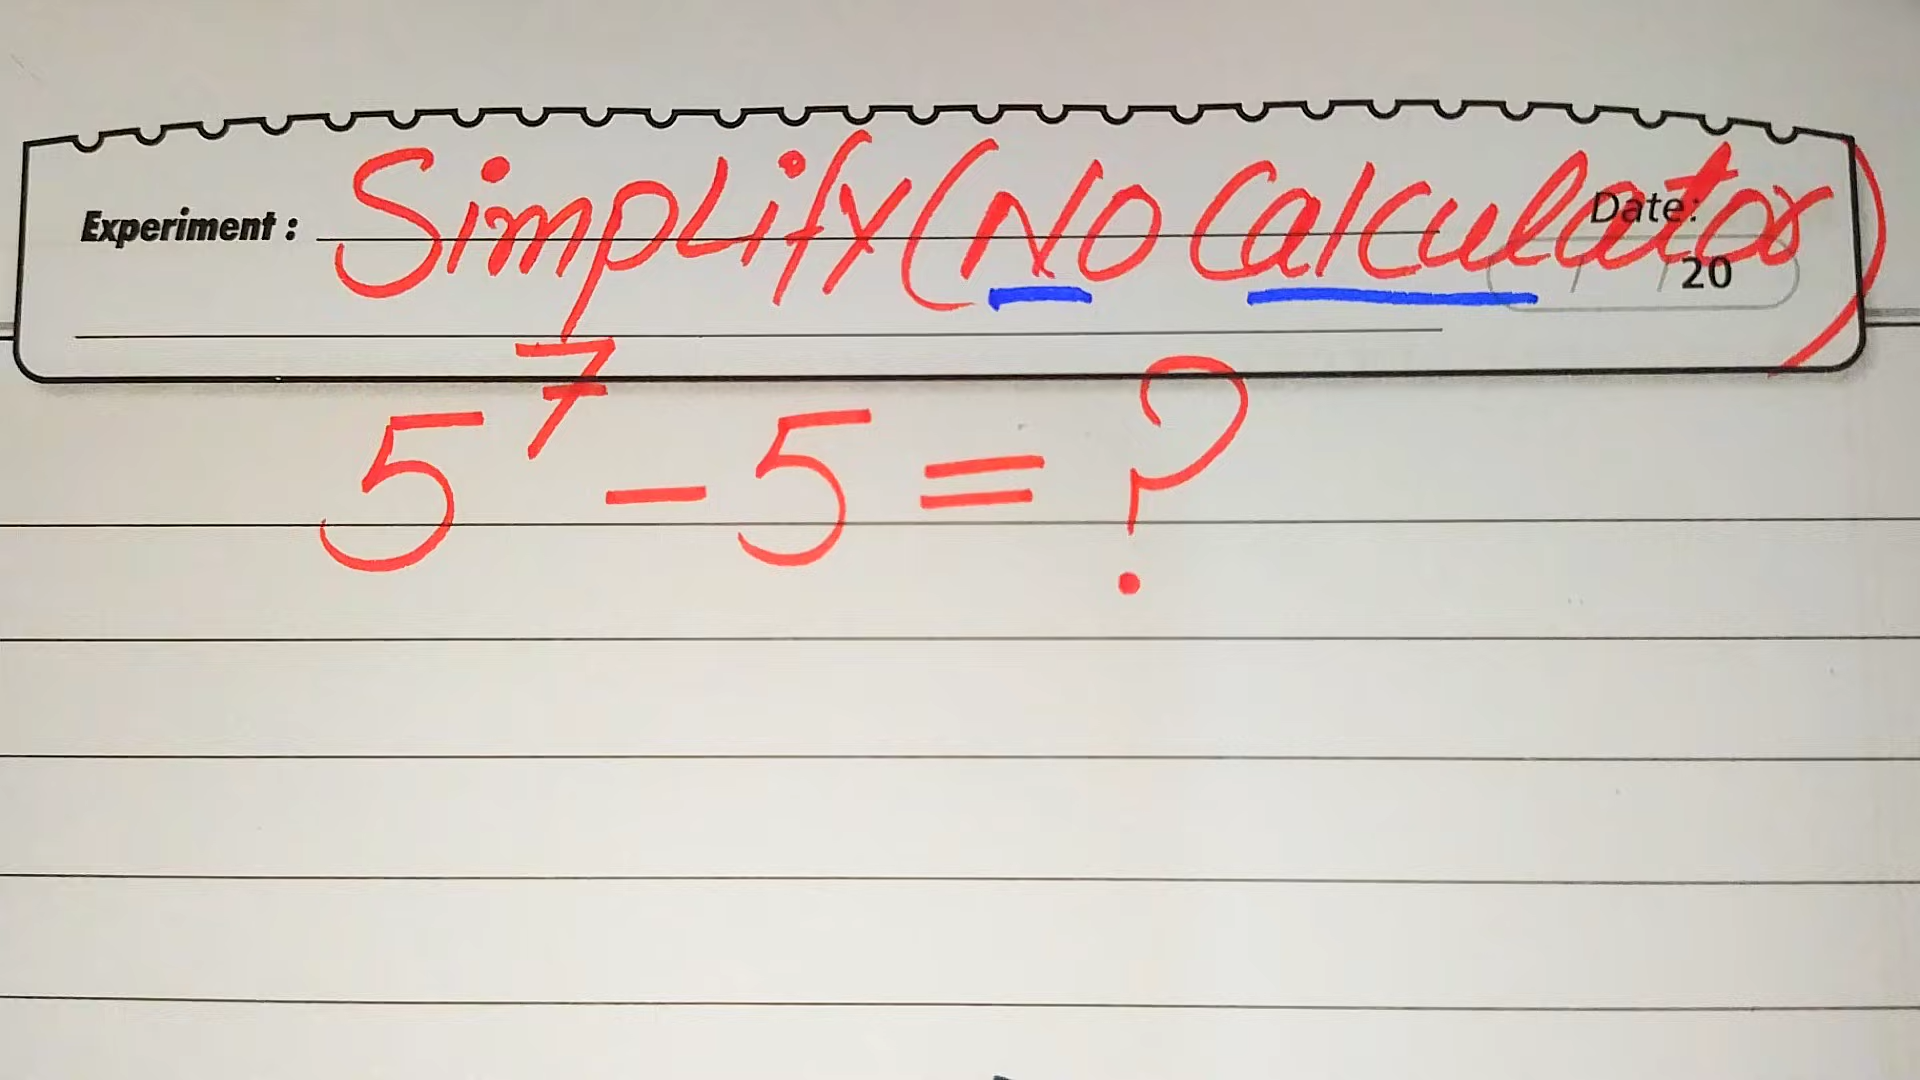 Experiment : Simplify (No Calculator) Date:
20
5⁷ - 5 = ?